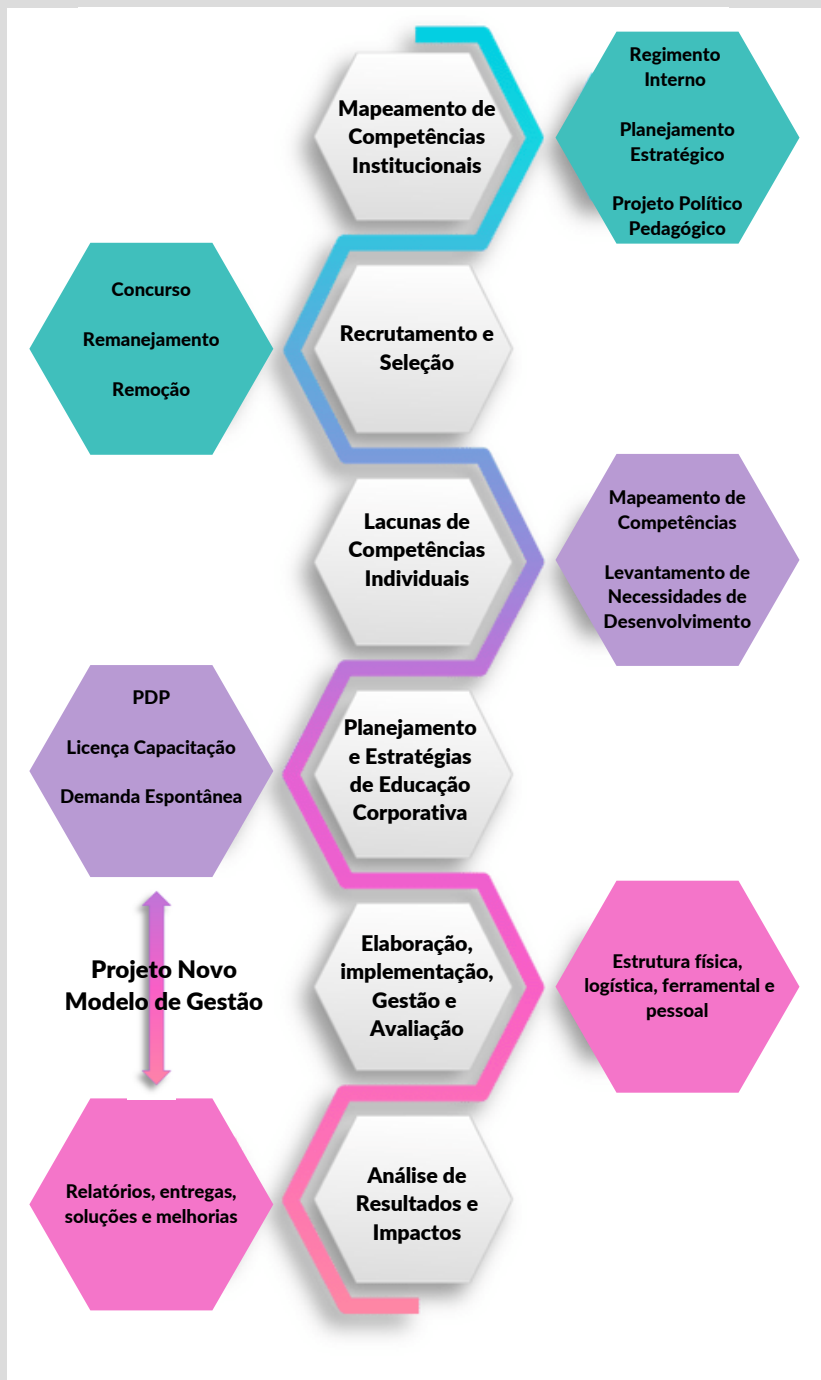 Mapeamento de
Competências
Institucionais
Regimento
Interno
Planejamento
Estratégico
Projeto Político
Pedagógico
Concurso
Remanejamento
Remoção
Recrutamento e
Seleção
Lacunas de
Competências
Individuais
Mapeamento de
Competências
Levantamento de
Necessidades de
Desenvolvimento
PDP
Licença Capacitação
Demanda Espontânea
Planejamento
e Estratégias
de Educação
Corporativa
Projeto Novo
Modelo de Gestão
Elaboração,
implementação,
Gestão e
Avaliação
Estrutura física,
logística, ferramental e
pessoal
Relatórios, entregas,
soluções e melhorias
Análise de
Resultados e
Impactos